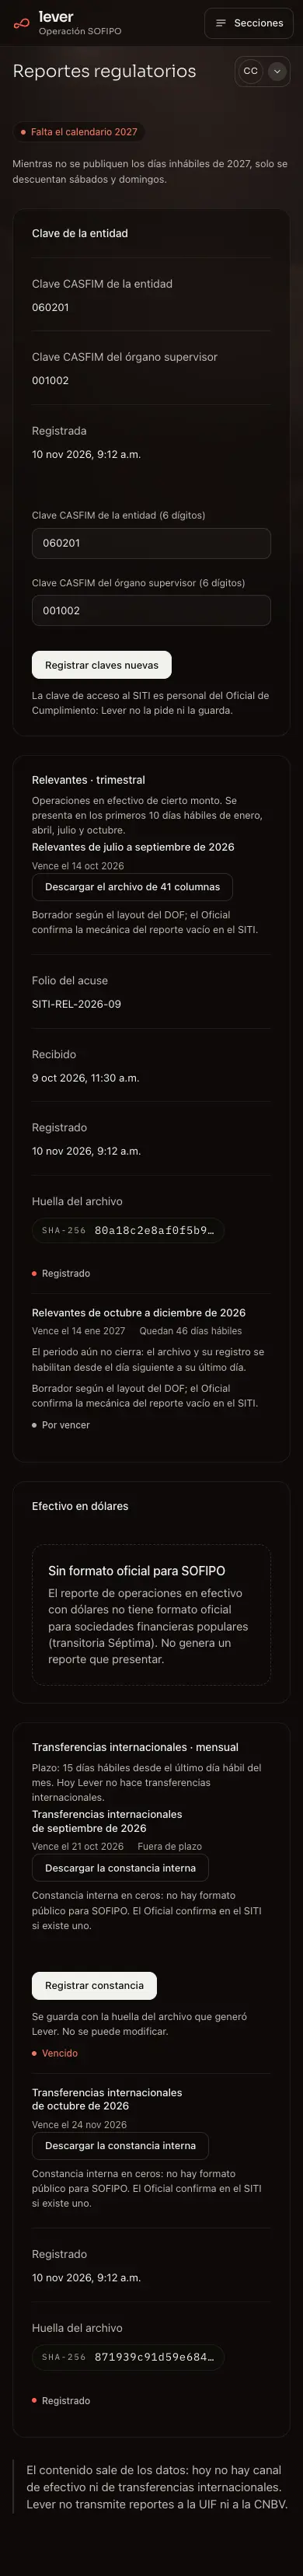 lever
Operación SOFIPO
Secciones
Reportes regulatorios
CC
Falta el calendario 2027
Mientras no se publiquen los días inhábiles de 2027, solo se
descuentan sábados y domingos.
Clave de la entidad
Clave CASFIM de la entidad
060201
Clave CASFIM del órgano supervisor
001002
Registrada
10 nov 2026, 9:12 a.m.
Clave CASFIM de la entidad (6 dígitos)
060201
Clave CASFIM del órgano supervisor (6 dígitos)
001002
Registrar claves nuevas
La clave de acceso al SITI es personal del Oficial de
Cumplimiento: Lever no la pide ni la guarda.
Relevantes · trimestral
Operaciones en efectivo de cierto monto. Se
presenta en los primeros 10 días hábiles de enero,
abril, julio y octubre.
Relevantes de julio a septiembre de 2026
Vence el 14 oct 2026
Descargar el archivo de 41 columnas
Borrador según el layout del DOF; el Oficial
confirma la mecánica del reporte vacío en el SITI.
Folio del acuse
SITI-REL-2026-09
Recibido
9 oct 2026, 11:30 a.m.
Registrado
10 nov 2026, 9:12 a.m.
Huella del archivo
SHA-256 80a18c2e8af0f5b9…
Registrado
Relevantes de octubre a diciembre de 2026
Vence el 14 ene 2027 Quedan 46 días hábiles
El periodo aún no cierra: el archivo y su registro se
habilitan desde el día siguiente a su último día.
Borrador según el layout del DOF; el Oficial
confirma la mecánica del reporte vacío en el SITI.
Por vencer
Efectivo en dólares
Sin formato oficial para SOFIPO
El reporte de operaciones en efectivo
con dólares no tiene formato oficial
para sociedades financieras populares
(transitoria Séptima). No genera un
reporte que presentar.
Transferencias internacionales · mensual
Plazo: 15 días hábiles desde el último día hábil del
mes. Hoy Lever no hace transferencias
internacionales.
Transferencias internacionales
de septiembre de 2026
Vence el 21 oct 2026 Fuera de plazo
Descargar la constancia interna
Constancia interna en ceros: no hay formato
público para SOFIPO. El Oficial confirma en el SITI
si existe uno.
Registrar constancia
Se guarda con la huella del archivo que generó
Lever. No se puede modificar.
Vencido
Transferencias internacionales
de octubre de 2026
Vence el 24 nov 2026
Descargar la constancia interna
Constancia interna en ceros: no hay formato
público para SOFIPO. El Oficial confirma en el SITI
si existe uno.
Registrado
10 nov 2026, 9:12 a.m.
Huella del archivo
SHA-256 871939c91d59e684…
Registrado
El contenido sale de los datos: hoy no hay canal
de efectivo ni de transferencias internacionales.
Lever no transmite reportes a la UIF ni a la CNBV.